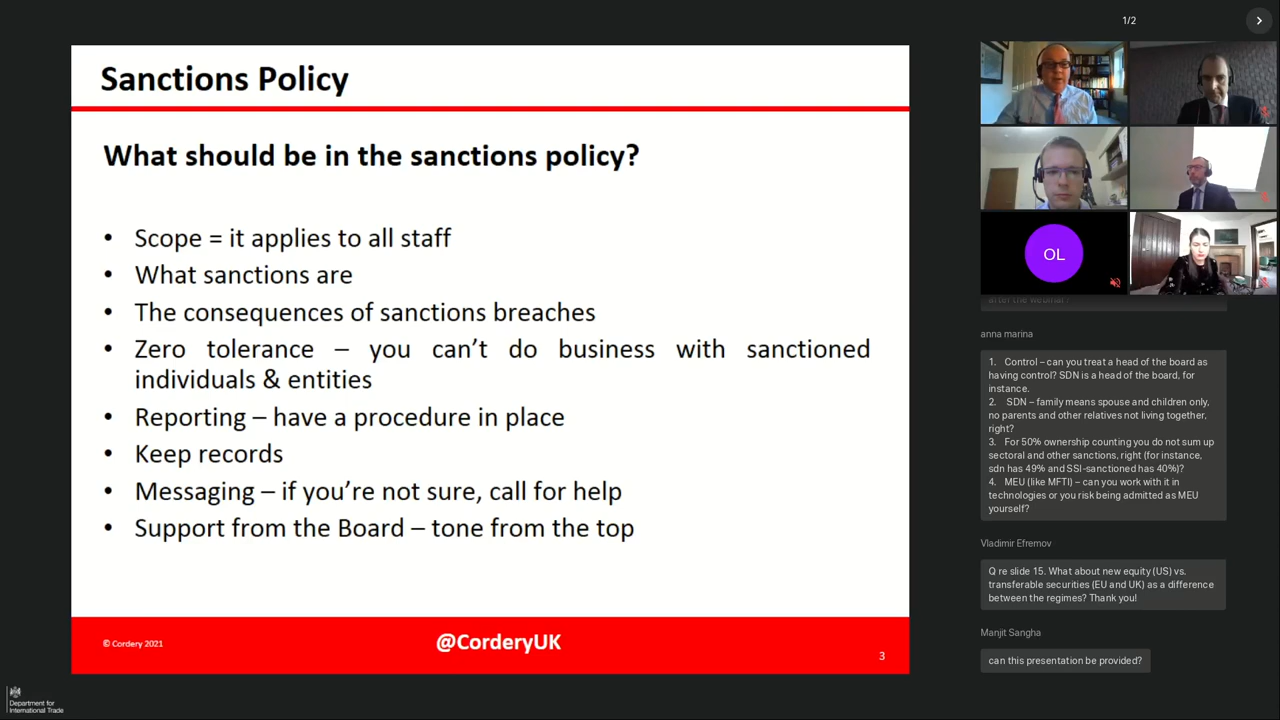 Sanctions Policy
What should be in the sanctions policy?
• Scope = it applies to all staff
• What sanctions are
• The consequences of sanctions breaches
• Zero tolerance – you can't do business with sanctioned
individuals & entities
• Reporting – have a procedure in place
• Keep records
• Messaging – if you're not sure, call for help
• Support from the Board – tone from the top
© Cordery 2021
@CorderyUK
3
Department for
International Trade
1/2
OL
after the webinar?
anna marina
1. Control – can you treat a head of the board as
having control? SDN is a head of the board, for
instance.
2. SDN – family means spouse and children only,
no parents and other relatives not living together,
right?
3. For 50% ownership counting you do not sum up
sectoral and other sanctions, right (for instance,
sdn has 49% and SSI-sanctioned has 40%)?
4. MEU (like MFTI) – can you work with it in
technologies or you risk being admitted as MEU
yourself?
Vladimir Efremov
Q re slide 15. What about new equity (US) vs.
transferable securities (EU and UK) as a difference
between the regimes? Thank you!
Manjit Sangha
can this presentation be provided?